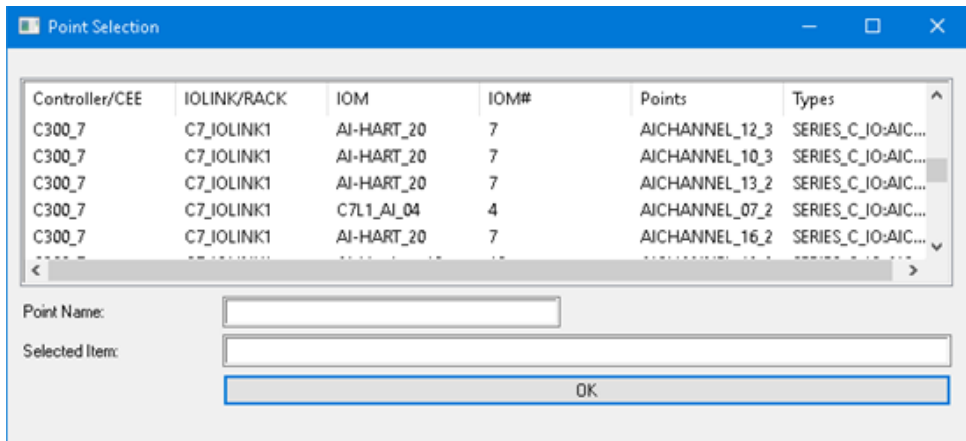 Point Selection
Controller/CEE IOLINK/RACK IOM IOM# Points Types
C300_7 C7_IOLINK1 AI-HART_20 7 AICHANNEL_12_3 SERIES_C_IO:AIC...
C300_7 C7_IOLINK1 AI-HART_20 7 AICHANNEL_10_3 SERIES_C_IO:AIC...
C300_7 C7_IOLINK1 AI-HART_20 7 AICHANNEL_13_2 SERIES_C_IO:AIC...
C300_7 C7_IOLINK1 C7L1_AI_04 4 AICHANNEL_07_2 SERIES_C_IO:AIC...
C300_7 C7_IOLINK1 AI-HART_20 7 AICHANNEL_16_2 SERIES_C_IO:AIC...
Point Name:
Selected Item:
OK